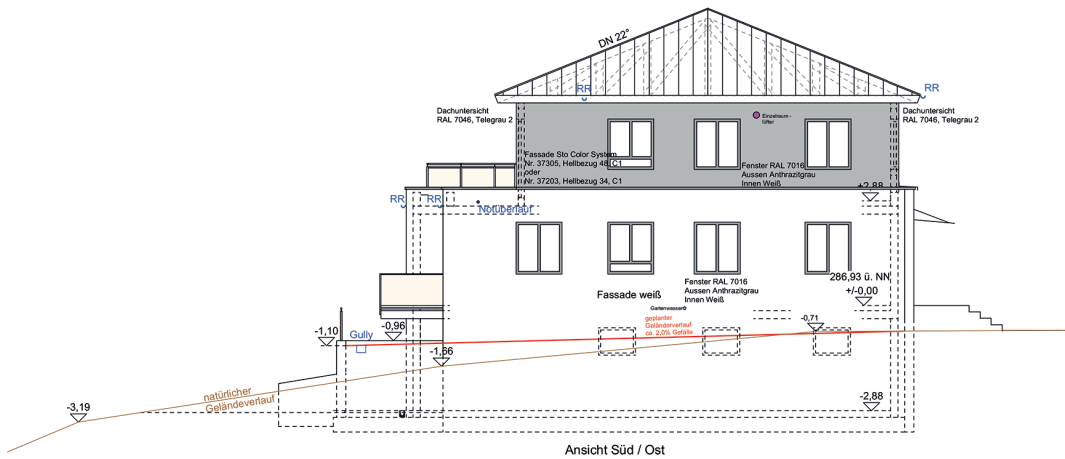 DN 22°
RR
RR
Dachuntersicht
RAL 7046, Telegrau 2
Einzelraum-
lüfter
Dachuntersicht
RAL 7046, Telegrau 2
Fassade Sto Color System
Nr. 37305, Hellbezug 48, C1
oder
Nr. 37203, Hellbezug 34, C1
Fenster RAL 7016
Aussen Anthrazitgrau
Innen Weiß
+2,88
RR
RR
Notüberlauf
286,93 ü. NN
+/-0,00
Fenster RAL 7016
Aussen Anthrazitgrau
Innen Weiß
Fassade weiß
Gartenwasser
geplanter
Geländeverlauf
ca. 2,0% Gefälle
-0,71
-1,10
Gully
-0,96
-1,66
natürlicher
Geländeverlauf
-3,19
-2,88
Ansicht Süd / Ost